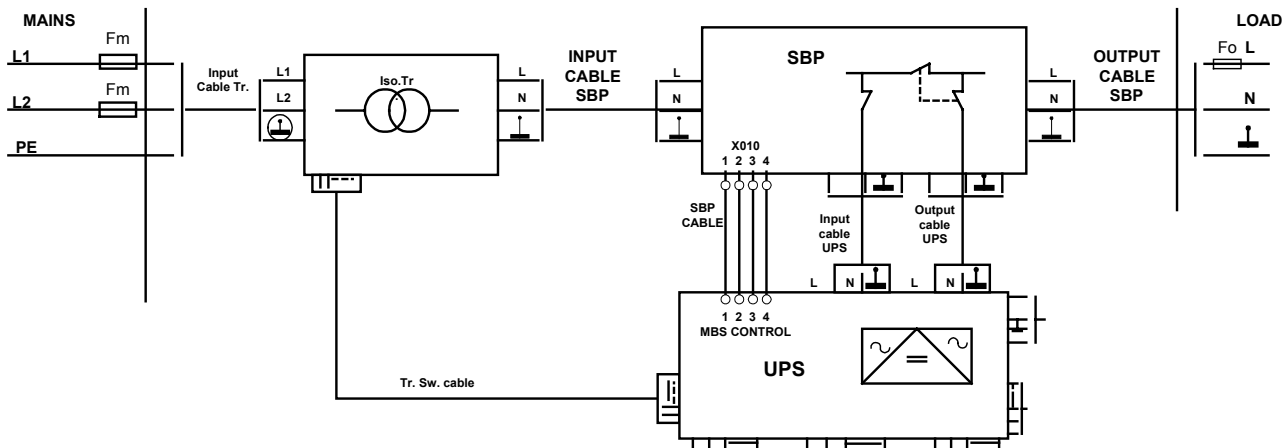 MAINS
Fm
L1
Fm
L2
PE
Input
Cable Tr.
L1
L2
Iso.Tr
L
N
INPUT
CABLE
SBP
L
N
SBP
X010
1 2 3 4
L
N
OUTPUT
CABLE
SBP
LOAD
Fo L
N
SBP
CABLE
Input
cable
UPS
Output
cable
UPS
L N
L N
1 2 3 4
MBS CONTROL
UPS
Tr. Sw. cable